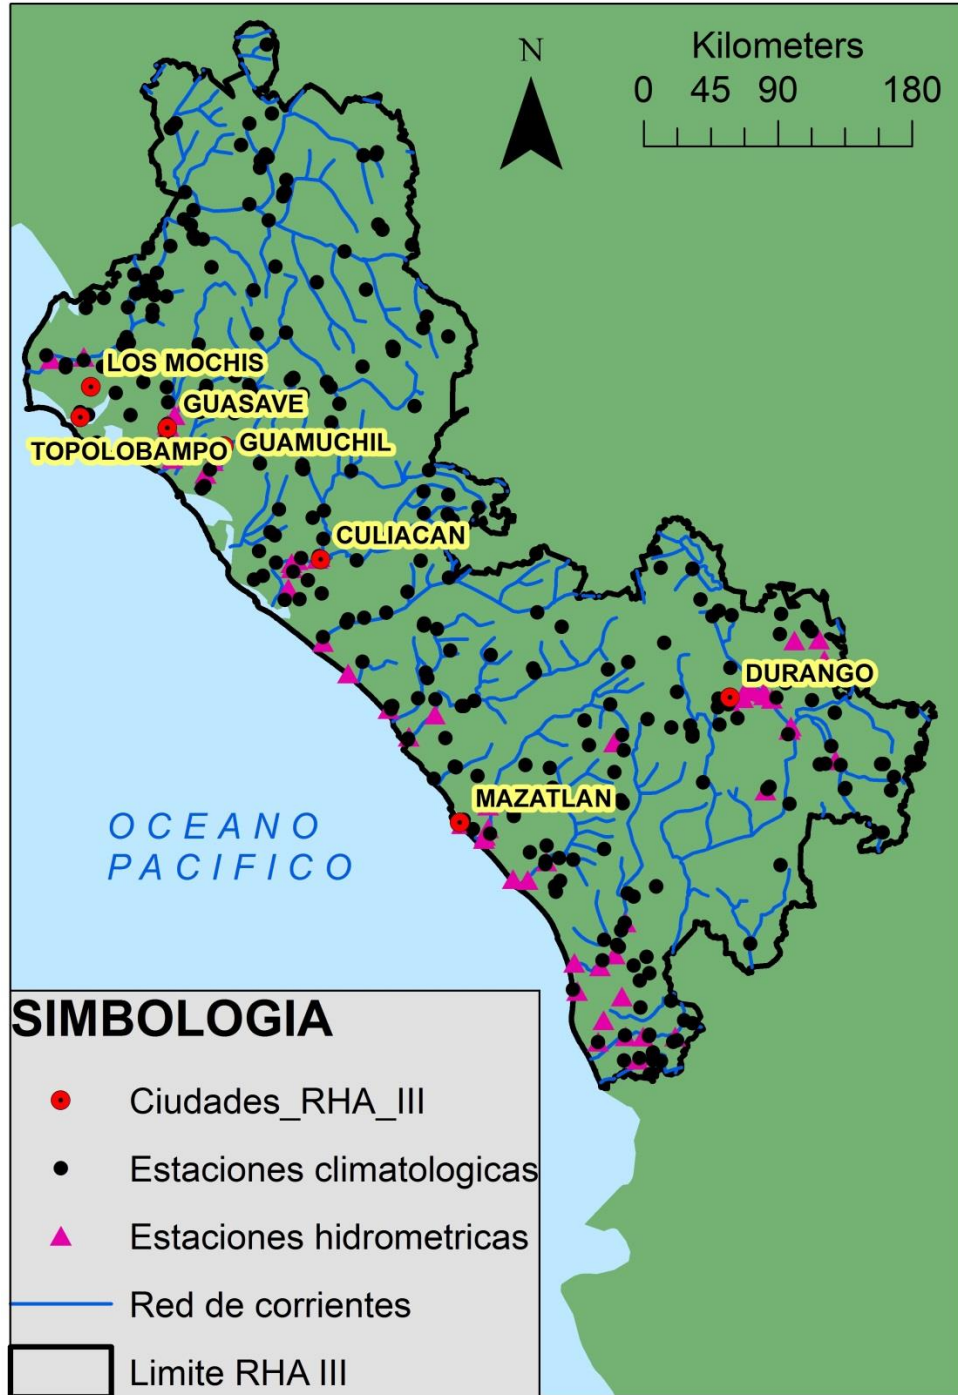 N
Kilometers
0 45 90 180
LOS MOCHIS
GUASAVE
TOPOLOBAMPO
GUAMUCHIL
CULIACAN
DURANGO
MAZATLAN
OCEANO
PACIFICO
SIMBOLOGIA
Ciudades_RHA_III
Estaciones climatologicas
Estaciones hidrometricas
Red de corrientes
Limite RHA III